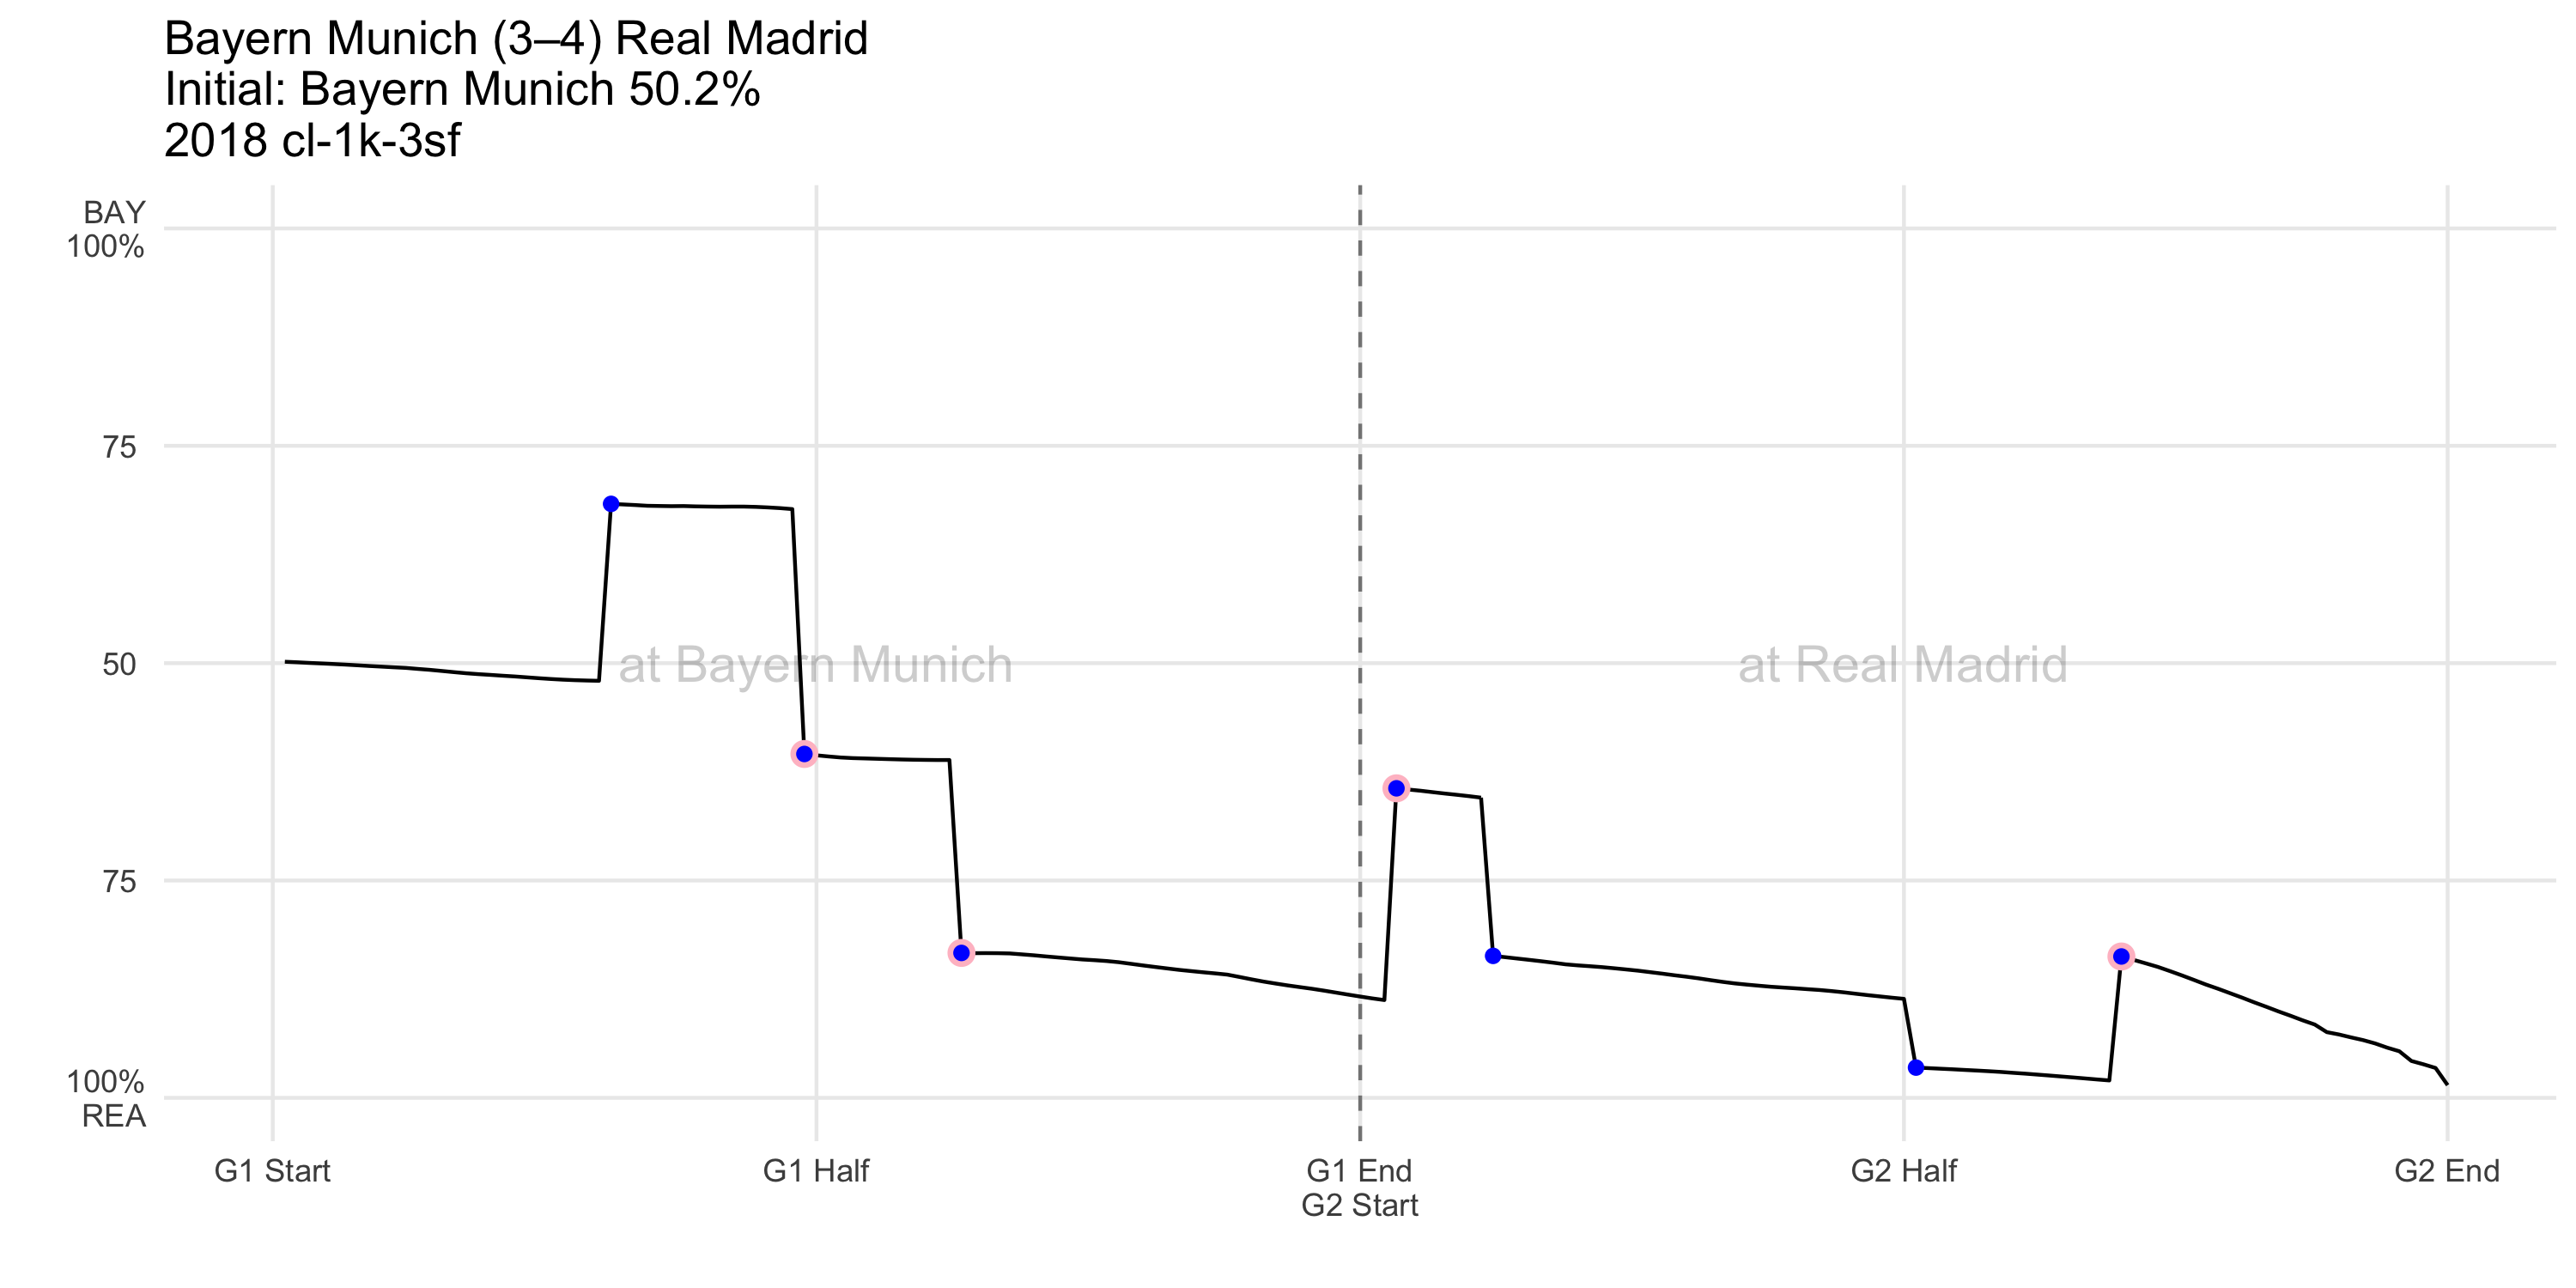 Bayern Munich (3–4) Real Madrid
Initial: Bayern Munich 50.2%
2018 cl-1k-3sf
BAY
100%
75
50
at Bayern Munich
at Real Madrid
75
100%
REA
G1 Start
G1 Half
G1 End
G2 Start
G2 Half
G2 End